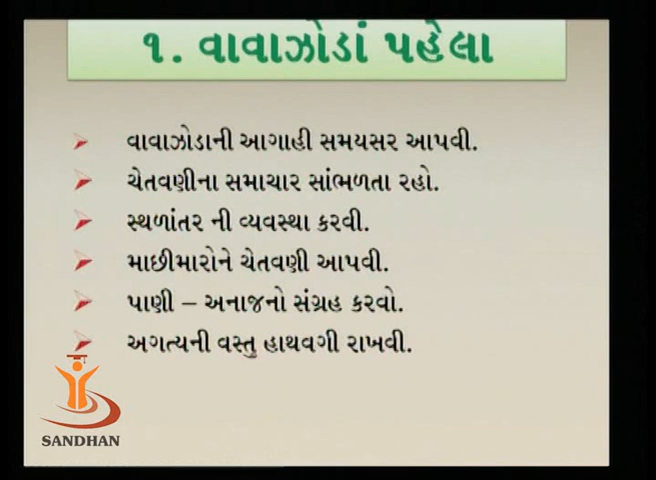 ૧. વાવાઝોડાં પહેલા
વાવાઝોડાની આગાહી સમયસર આપવી.
ચેતવણીના સમાચાર સાંભળતા રહો.
સ્થળાંતર ની વ્યવસ્થા કરવી.
માછીમારોને ચેતવણી આપવી.
પાણી – અનાજનો સંગ્રહ કરવો.
અગત્યની વસ્તુ હાથવગી રાખવી.
SANDHAN